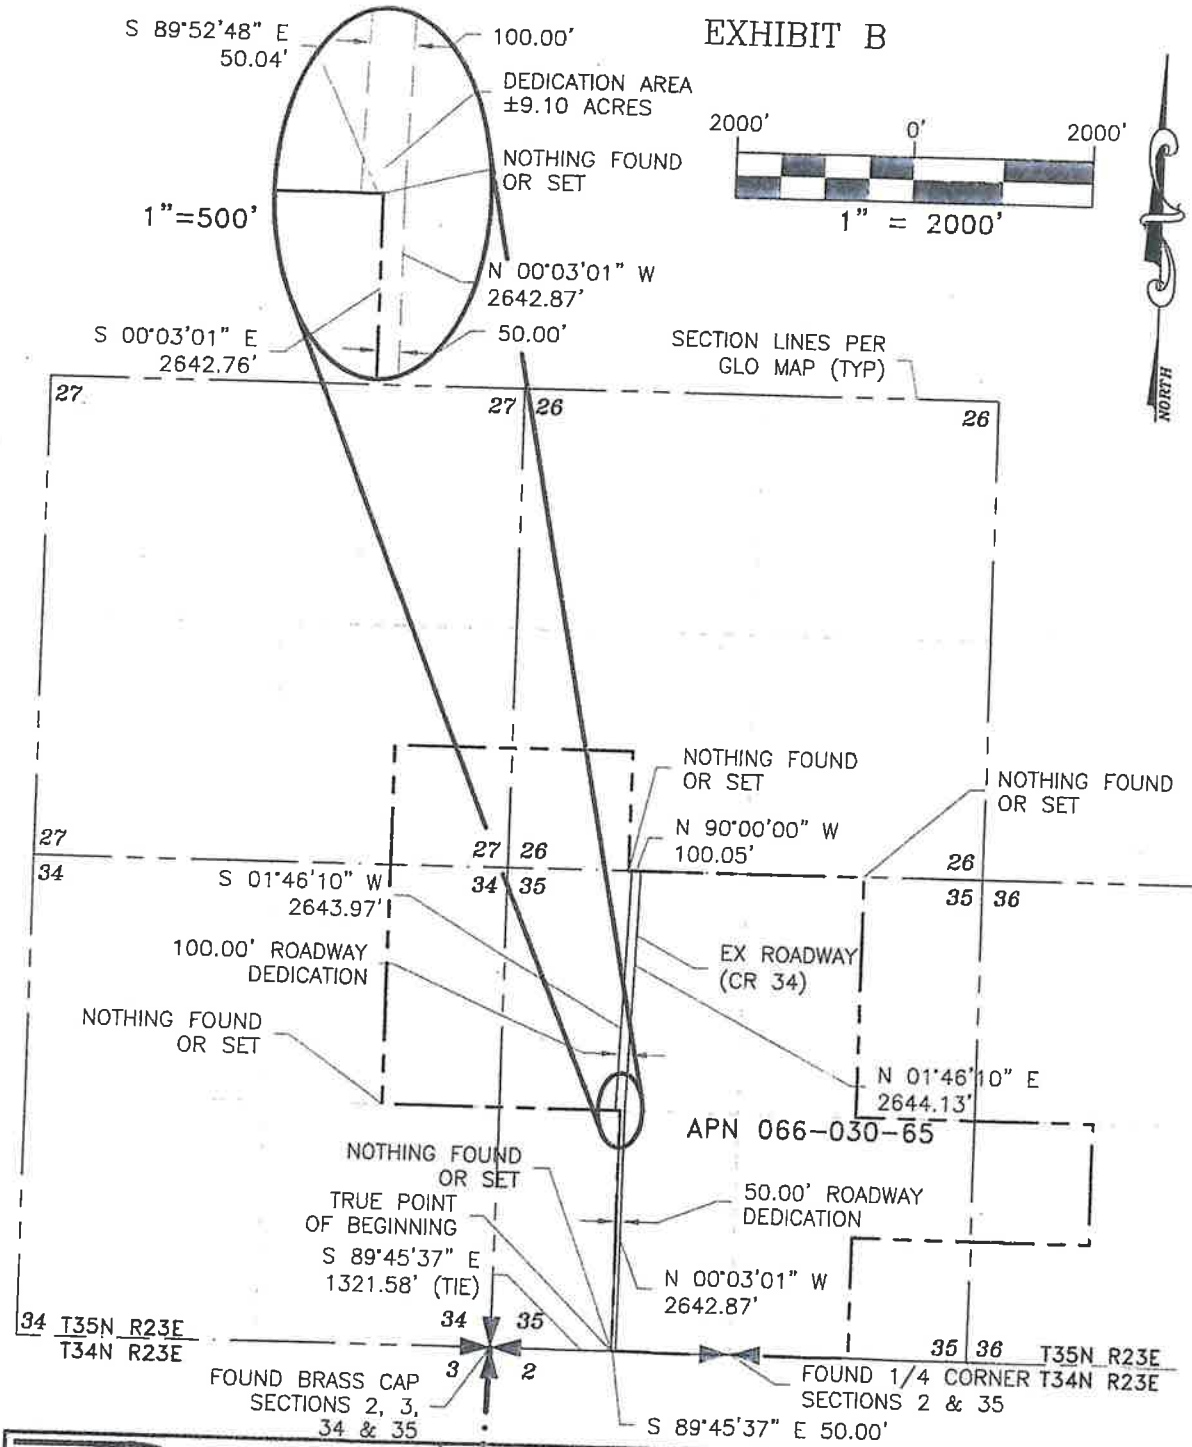 EXHIBIT B
S 89°52'48" E
50.04'
100.00'
DEDICATION AREA
±9.10 ACRES
NOTHING FOUND
OR SET
1"=500'
N 00°03'01" W
2642.87'
S 00°03'01" E
2642.76'
50.00'
2000'
0'
2000'
1" = 2000'
NORTH
SECTION LINES PER
GLO MAP (TYP)
27
27
26
26
NOTHING FOUND
OR SET
NOTHING FOUND
OR SET
N 90°00'00" W
100.05'
27
34
27
26
34
35
26
35
36
S 01°46'10" W
2643.97'
100.00' ROADWAY
DEDICATION
EX ROADWAY
(CR 34)
NOTHING FOUND
OR SET
N 01°46'10" E
2644.13'
APN 066-030-65
NOTHING FOUND
OR SET
TRUE POINT
OF BEGINNING
50.00' ROADWAY
DEDICATION
S 89°45'37" E
1321.58' (TIE)
N 00°03'01" W
2642.87'
34
T35N R23E
T34N R23E
34
35
3
2
35
36
T35N R23E
T34N R23E
FOUND BRASS CAP
SECTIONS 2, 3,
34 & 35
FOUND 1/4 CORNER
SECTIONS 2 & 35
S 89°45'37" E 50.00'